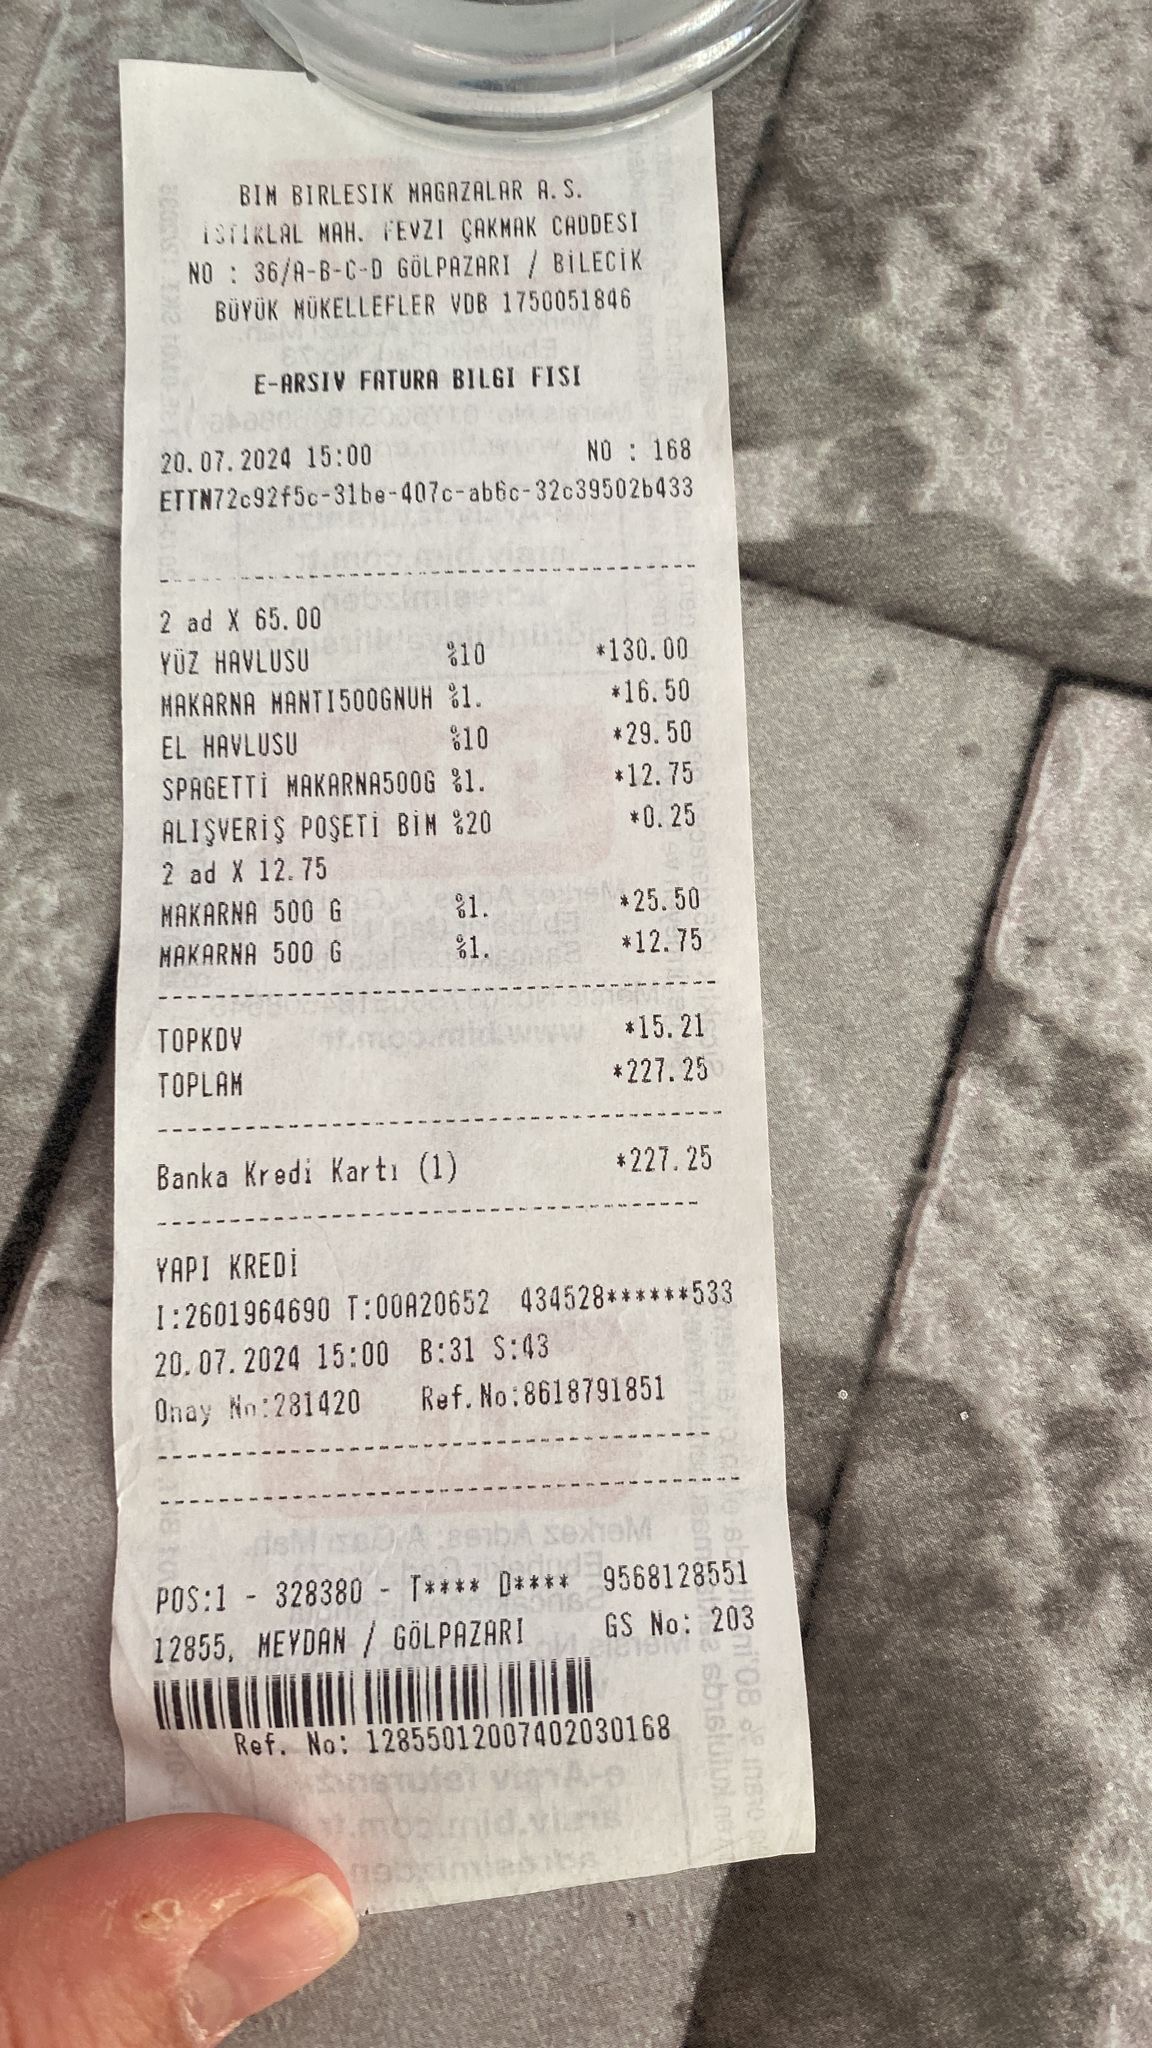 BIM BIRLESIK MAGAZALAR A.S.
İSTİKLAL MAH. FEVZI ÇAKMAK CADDESI
NO : 36/A-B-C-D GÖLPAZARI / BİLECİK
BÜYÜK MÜKELLEFLER VDB 1750051846
E-ARSIV FATURA BILGI FISI
20.07.2024 15:00 NO : 168
ETTN72c92f5c-31be-407c-ab6c-32c39502b433
2 ad X 65.00
YÜZ HAVLUSU %10 *130.00
MAKARNA MANTI500GNUH %1. *16.50
EL HAVLUSU %10 *29.50
SPAGETTİ MAKARNA500G %1. *12.75
ALIŞVERİŞ POŞETİ BİM %20 *0.25
2 ad X 12.75
MAKARNA 500 G %1. *25.50
MAKARNA 500 G %1. *12.75
TOPKDV *15.21
TOPLAM *227.25
Banka Kredi Kartı (1) *227.25
YAPI KREDİ
I:2601964690 T:00A20652 434528******533
20.07.2024 15:00 B:31 S:43
Onay No:281420 Ref.No:8618791851
POS:1 - 328380 - T**** D**** 9568128551
12855, MEYDAN / GÖLPAZARI GS No: 203
Ref. No: 12855012007402030168